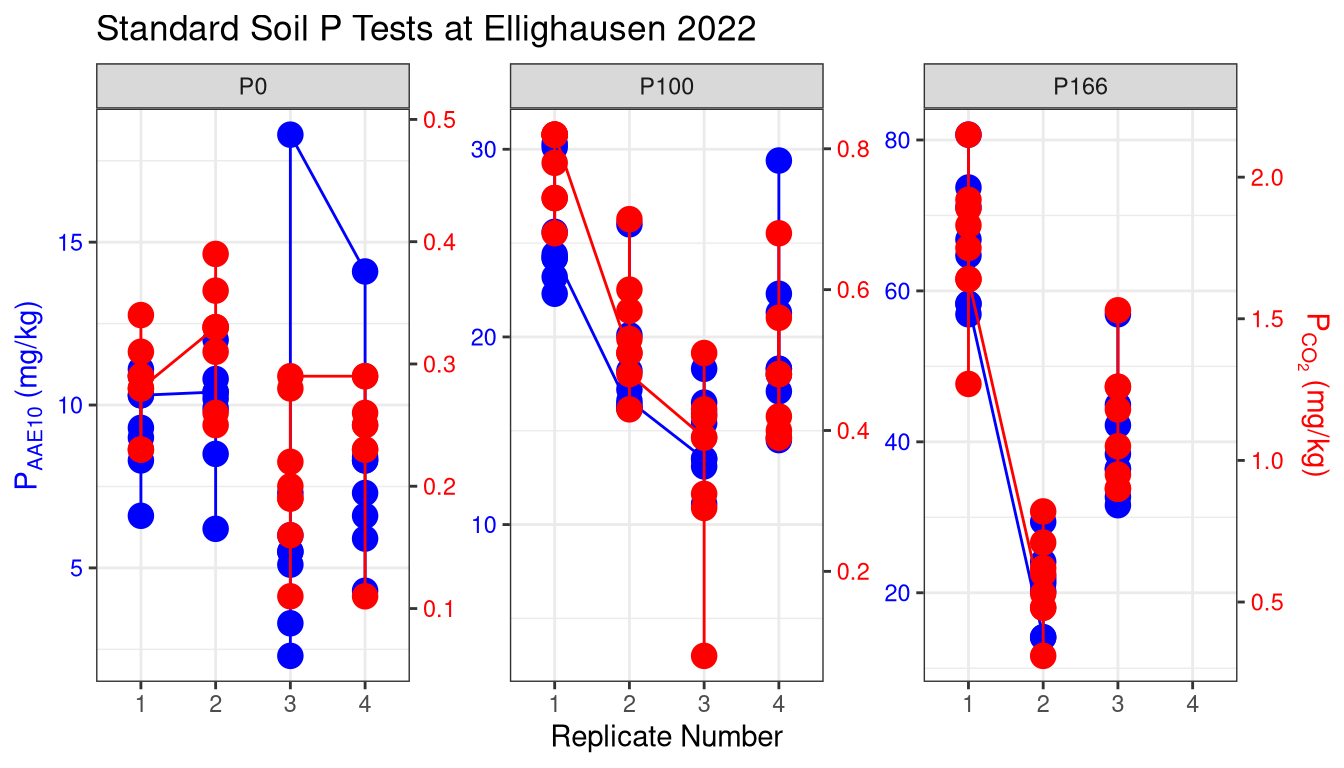 Standard Soil P Tests at Ellighausen 2022
P0
P100
P166
15
10
5
0.5
0.4
0.3
0.2
0.1
30
20
10
0.8
0.6
0.4
0.2
80
60
40
20
2.0
1.5
1.0
0.5
P_AAE10 (mg/kg)
P_CO2 (mg/kg)
1 2 3 4
1 2 3 4
1 2 3 4
Replicate Number